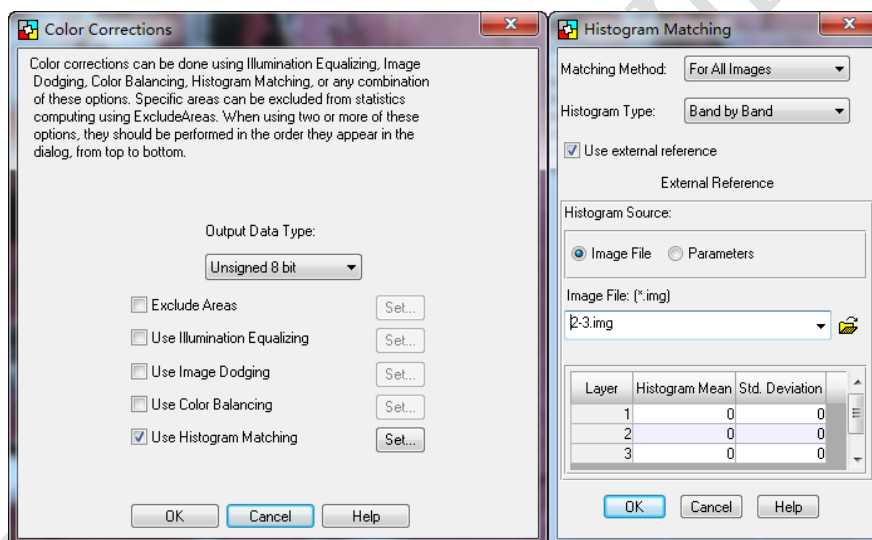 Color Corrections
Color corrections can be done using Illumination Equalizing, Image
Dodging, Color Balancing, Histogram Matching, or any combination
of these options. Specific areas can be excluded from statistics
computing using ExcludeAreas. When using two or more of these
options, they should be performed in the order they appear in the
dialog, from top to bottom.
Output Data Type:
Unsigned 8 bit
Exclude Areas Set...
Use Illumination Equalizing Set...
Use Image Dodging Set...
Use Color Balancing Set...
Use Histogram Matching Set...
OK Cancel Help
Histogram Matching
Matching Method: For All Images
Histogram Type: Band by Band
Use external reference
External Reference
Histogram Source:
Image File Parameters
Image File: (*.img)
2-3.img
Layer Histogram Mean Std. Deviation
1 0 0
2 0 0
3 0 0
OK Cancel Help